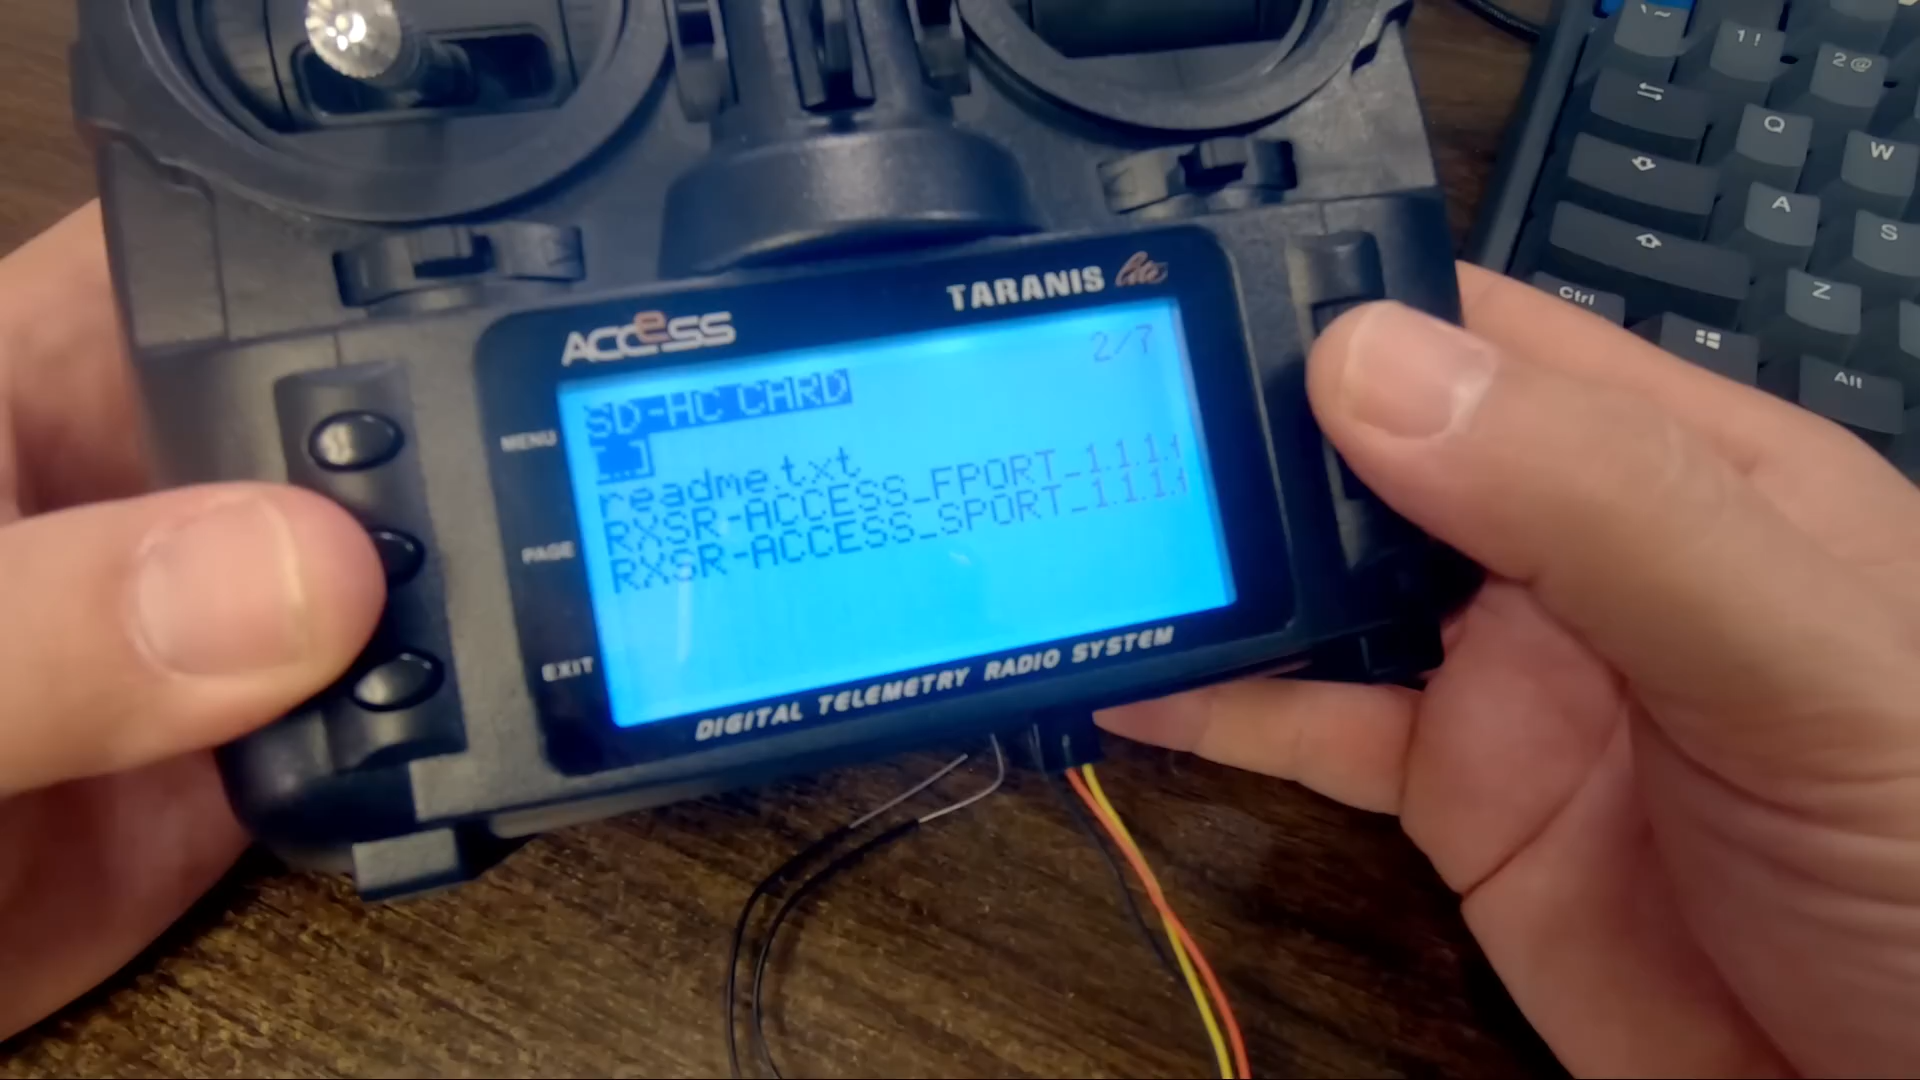 ACCESS
TARANIS lite
2/7
SD-HC CARD
[..]
readme.txt
RXSR-ACCESS_FPORT_1.1.1.
RXSR-ACCESS_SPORT_1.1.1.
MENU
PAGE
EXIT
DIGITAL TELEMETRY RADIO SYSTEM
` ~
1 !
2 @
Q
W
A
S
Z
Ctrl
Alt